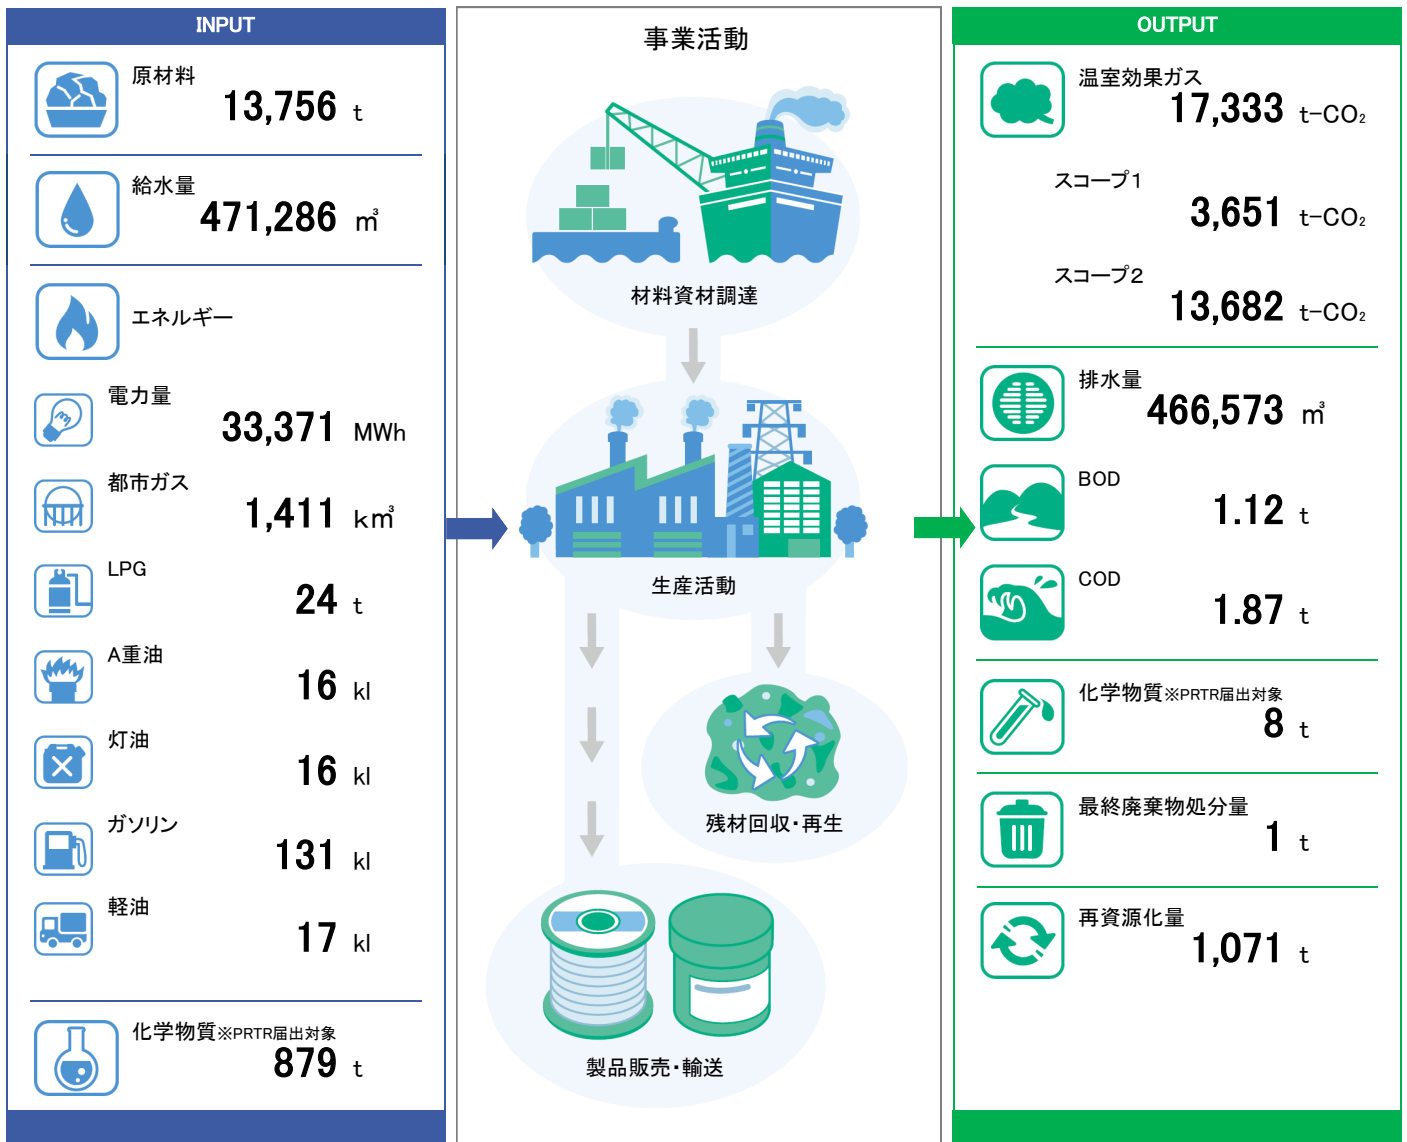 INPUT
原材料
13,756 t
給水量
471,286 ㎥
エネルギー
電力量
33,371 MWh
都市ガス
1,411 k㎥
LPG
24 t
A重油
16 kl
灯油
16 kl
ガソリン
131 kl
軽油
17 kl
化学物質※PRTR届出対象
879 t
事業活動
材料資材調達
生産活動
残材回収・再生
製品販売・輸送
OUTPUT
温室効果ガス
17,333 t-CO₂
スコープ1
3,651 t-CO₂
スコープ2
13,682 t-CO₂
排水量
466,573 ㎥
BOD
1.12 t
COD
1.87 t
化学物質※PRTR届出対象
8 t
最終廃棄物処分量
1 t
再資源化量
1,071 t